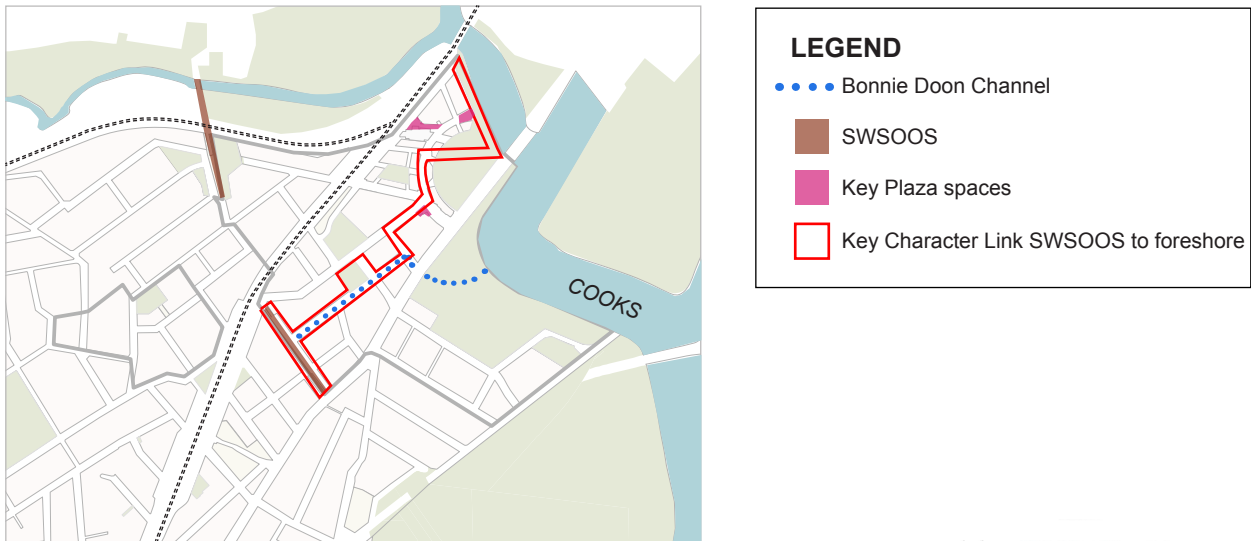 LEGEND
Bonnie Doon Channel
SWSOOS
Key Plaza spaces
Key Character Link SWSOOS to foreshore
COOKS